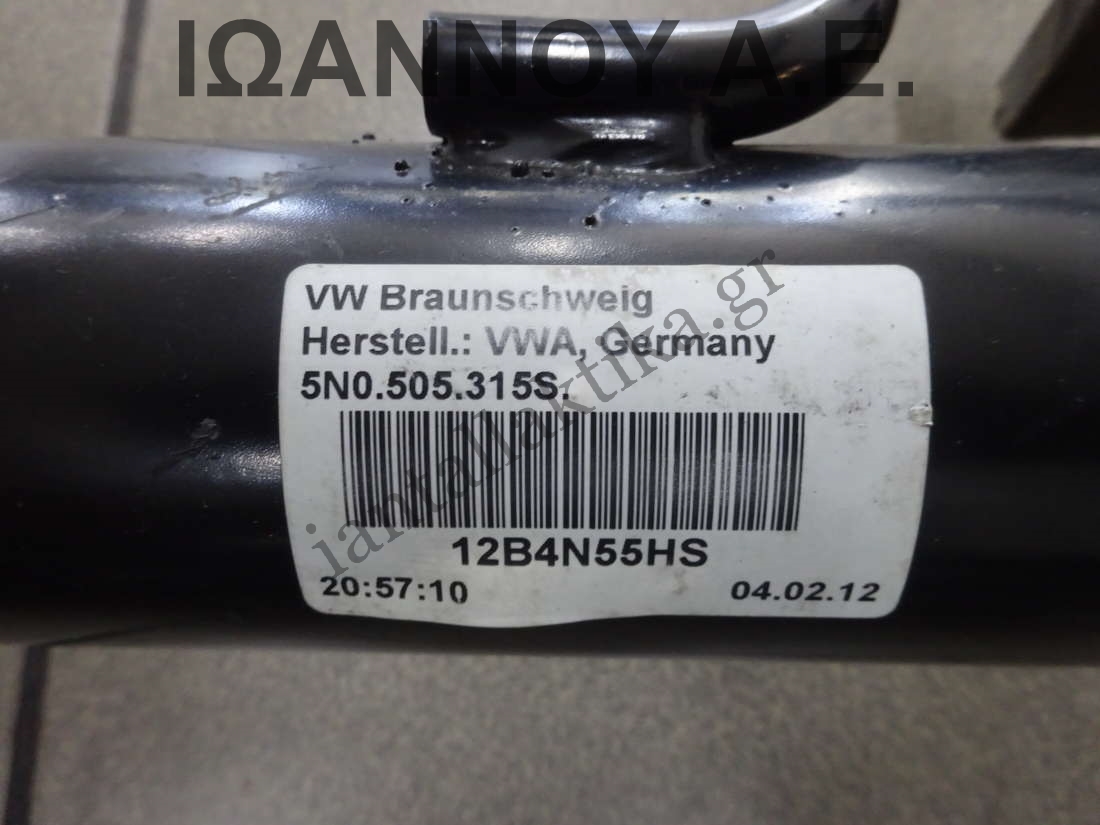 ΙΩΑΝΝΟΥ Α.Ε.
VW Braunschweig
Herstell.: VWA, Germany
5N0.505.315S.
iantallaktika.gr
12B4N55HS
20:57:10 04.02.12